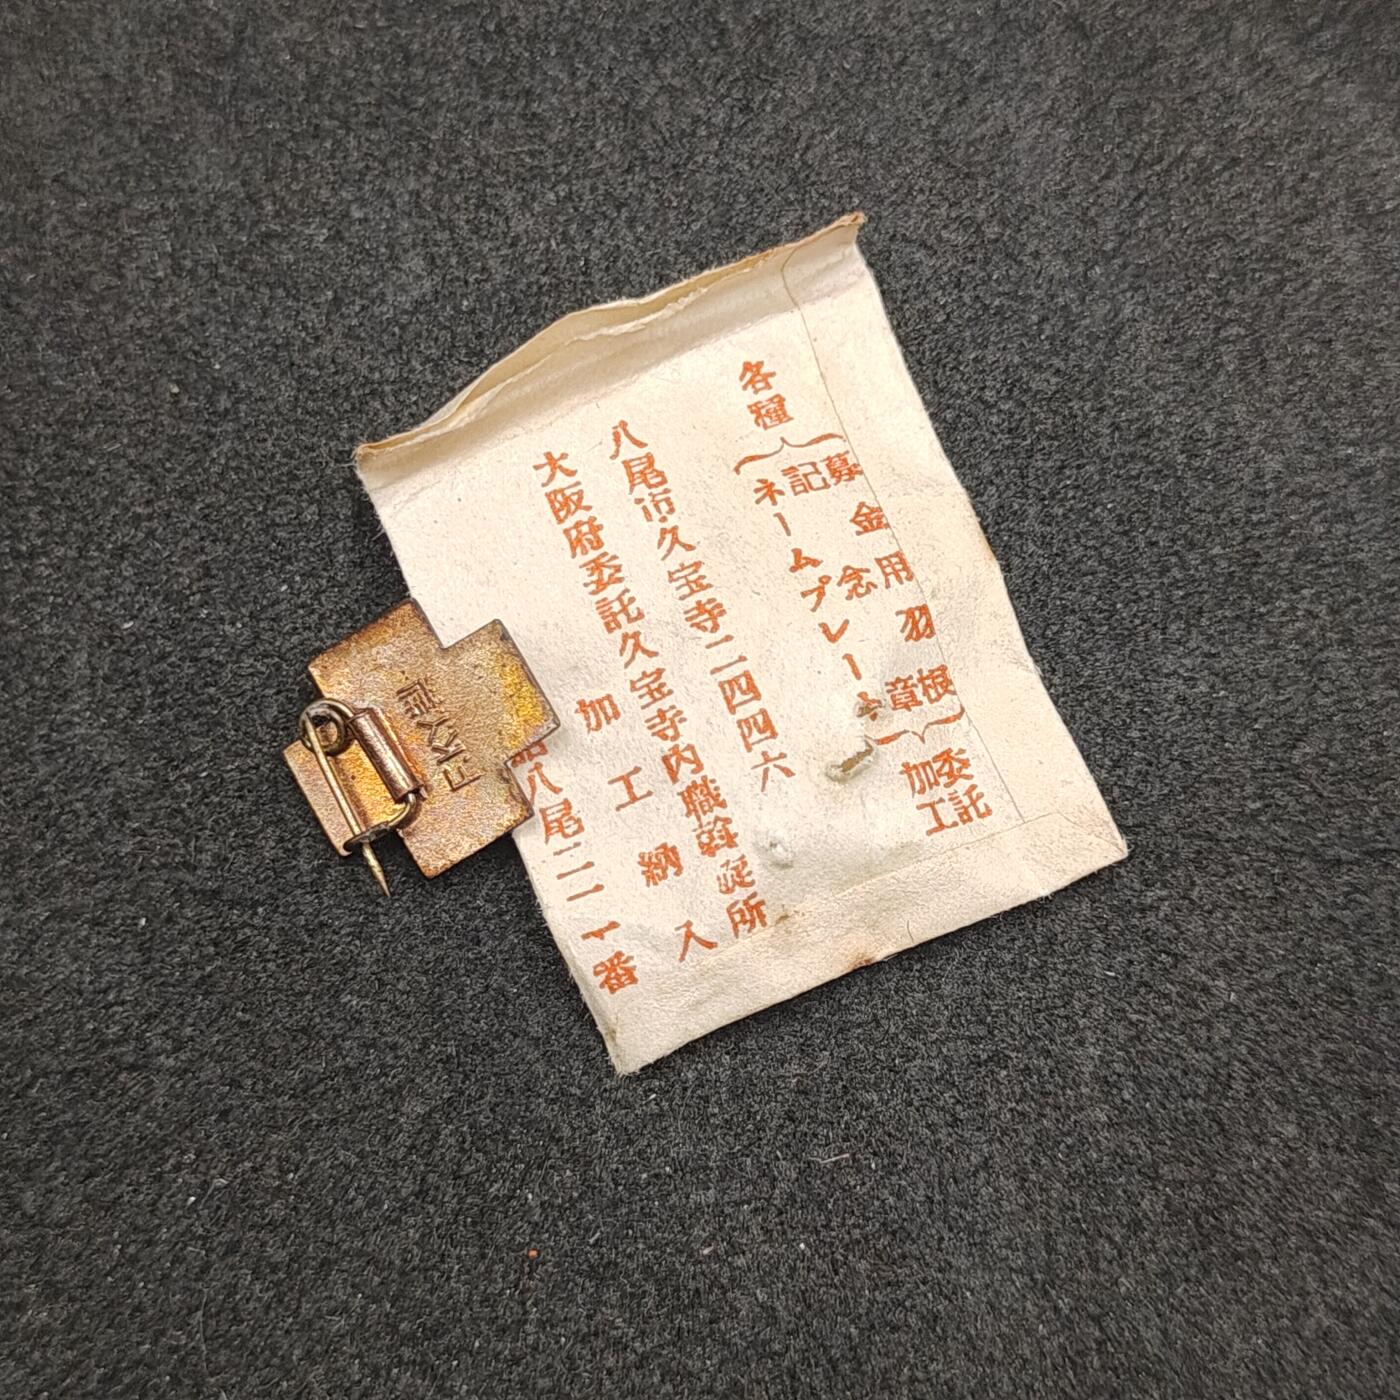 各種
募金用羽根
記念章
ネームプレート
委託
加工
八尾市久宝寺二四四六
大阪府委託久宝寺内職斡旋所
加工納入
八尾二二一番
F.K.Y